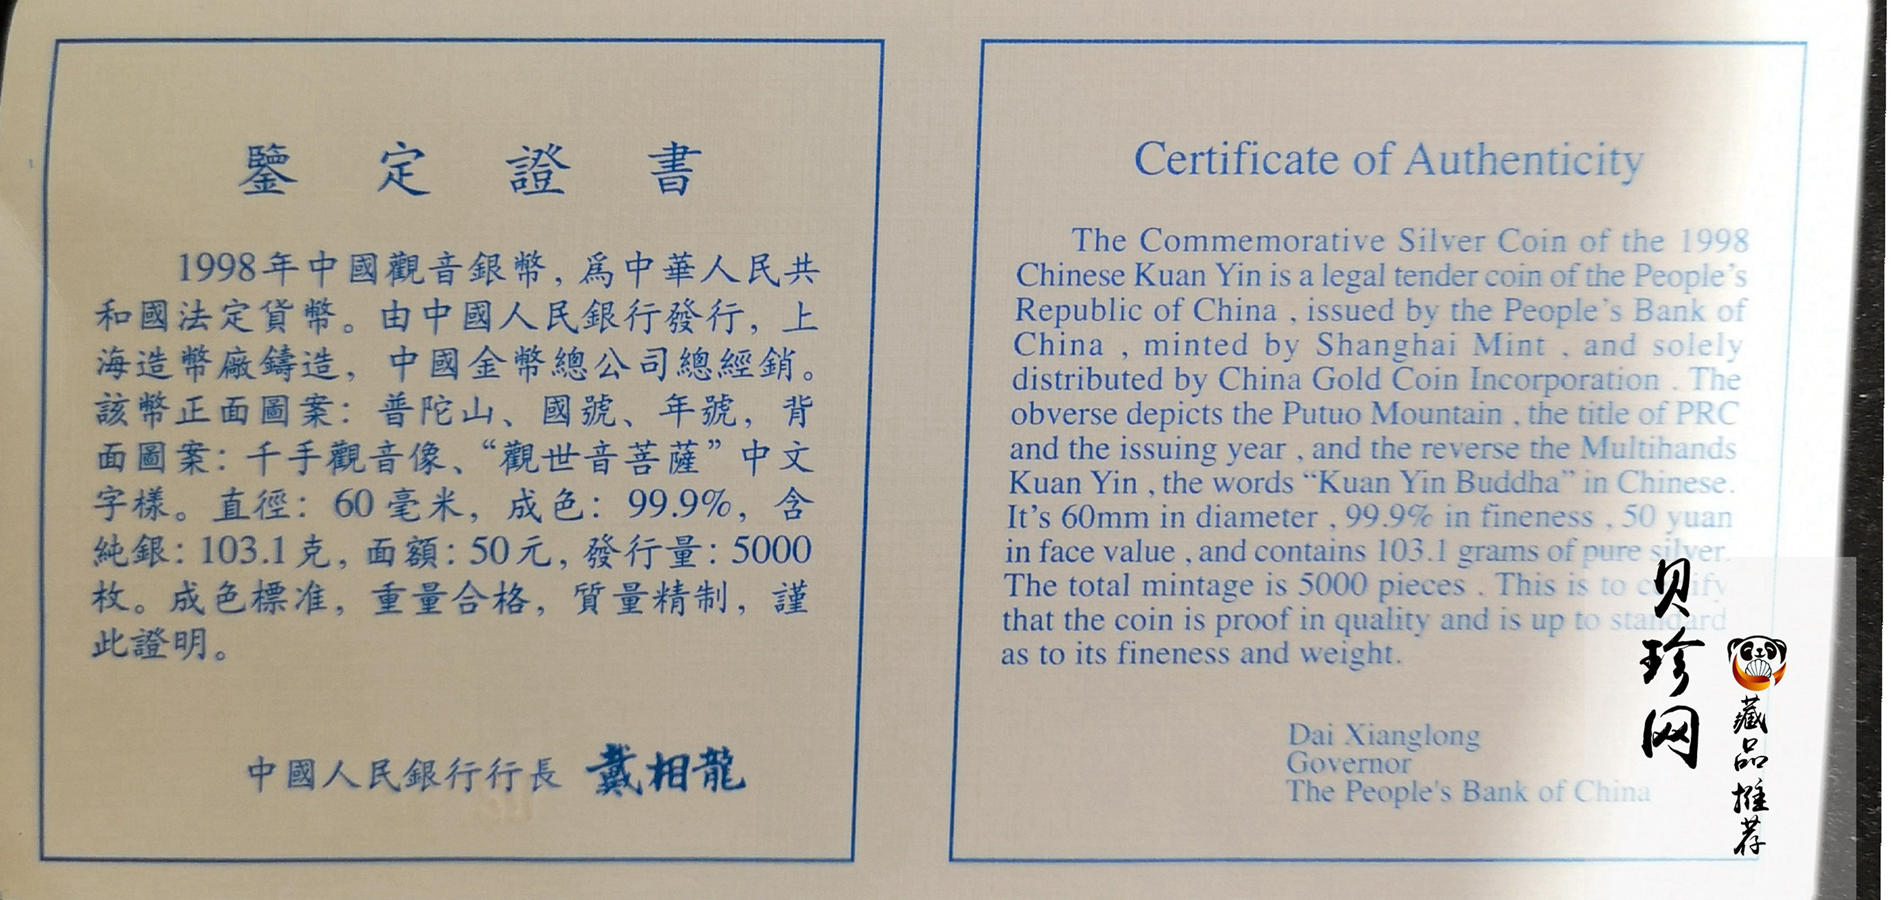 鑒定證書
1998年中國觀音銀幣，爲中華人民共
和國法定貨幣。由中國人民銀行發行，上
海造幣廠鑄造，中國金幣總公司總經銷。
該幣正面圖案：普陀山、國號、年號，背
面圖案：千手觀音像、“觀世音菩薩”中文
字樣。直徑：60毫米，成色：99.9%，含
純銀：103.1克，面額：50元，發行量：5000
枚。成色標准，重量合格，質量精制，謹
此證明。
中國人民銀行行長 戴相龍
Certificate of Authenticity
The Commemorative Silver Coin of the 1998
Chinese Kuan Yin is a legal tender coin of the People's
Republic of China , issued by the People's Bank of
China , minted by Shanghai Mint , and solely
distributed by China Gold Coin Incorporation . The
obverse depicts the Putuo Mountain , the title of PRC
and the issuing year , and the reverse the Multihands
Kuan Yin , the words “Kuan Yin Buddha” in Chinese.
It's 60mm in diameter , 99.9% in fineness , 50 yuan
in face value , and contains 103.1 grams of pure silver.
The total mintage is 5000 pieces . This is to certify
that the coin is proof in quality and is up to standard
as to its fineness and weight.
Dai Xianglong
Governor
The People's Bank of China
贝珍网
藏品推荐